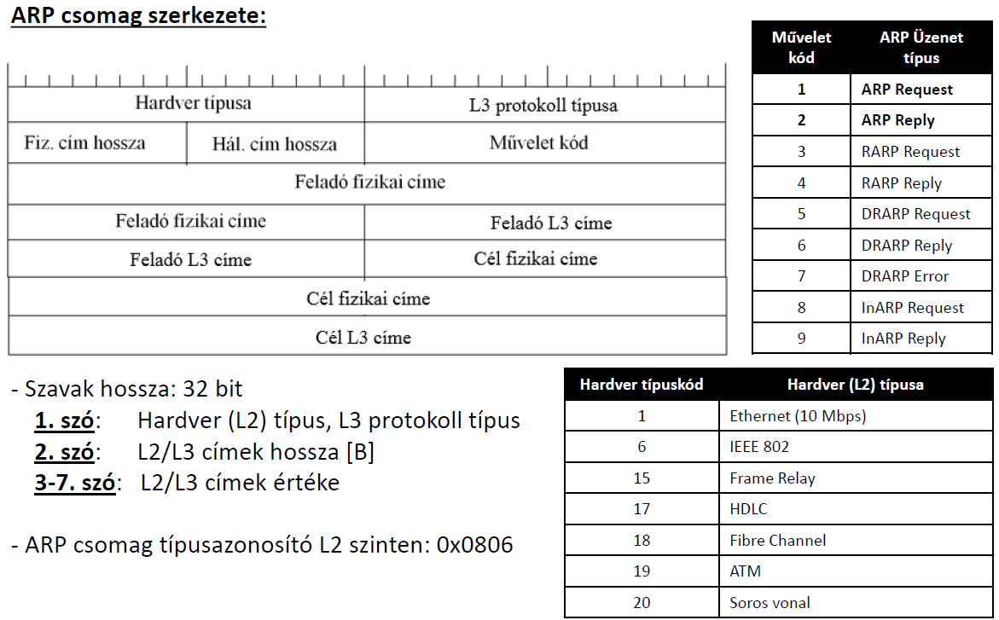 ARP csomag szerkezete:
Hardver típusa L3 protokoll típusa
Fiz. cím hossza Hál. cím hossza Művelet kód
Feladó fizikai címe
Feladó fizikai címe Feladó L3 címe
Feladó L3 címe Cél fizikai címe
Cél fizikai címe
Cél L3 címe
Művelet kód ARP Üzenet típus
1 ARP Request
2 ARP Reply
3 RARP Request
4 RARP Reply
5 DRARP Request
6 DRARP Reply
7 DRARP Error
8 InARP Request
9 InARP Reply
- Szavak hossza: 32 bit
1. szó: Hardver (L2) típus, L3 protokoll típus
2. szó: L2/L3 címek hossza [B]
3-7. szó: L2/L3 címek értéke
- ARP csomag típusazonosító L2 szinten: 0x0806
Hardver típuskód Hardver (L2) típusa
1 Ethernet (10 Mbps)
6 IEEE 802
15 Frame Relay
17 HDLC
18 Fibre Channel
19 ATM
20 Soros vonal